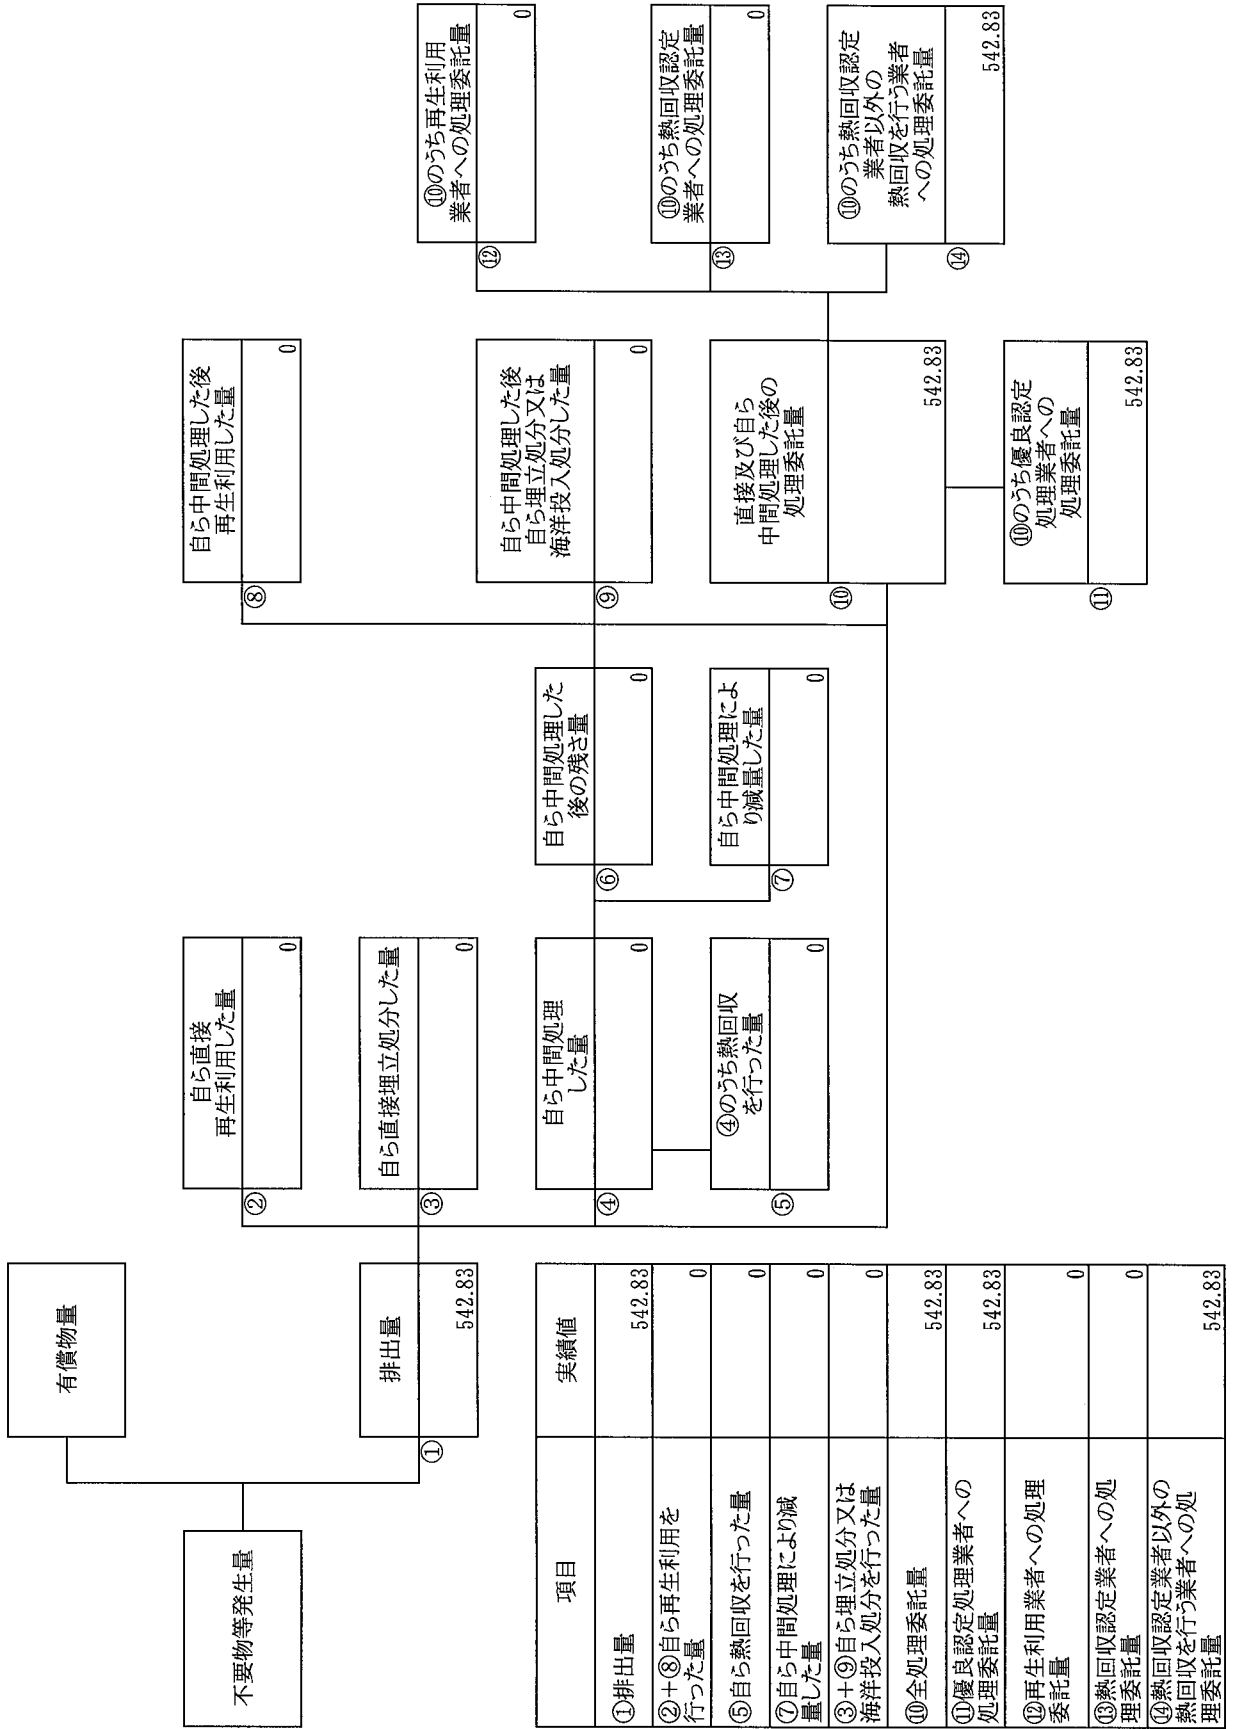 有償物量
不要物等発生量
排出量
①
542.83
自ら直接
再生利用した量
②
0
自ら直接埋立処分した量
③
0
自ら中間処理
した量
④
0
④のうち熱回収
を行った量
⑤
0
自ら中間処理した
後の残さ量
⑥
0
自ら中間処理によ
り減量した量
⑦
0
自ら中間処理した後
再生利用した量
⑧
0
自ら中間処理した後
自ら埋立処分又は
海洋投入処分した量
⑨
0
直接及び自ら
中間処理した後の
処理委託量
⑩
542.83
⑩のうち優良認定
処理業者への
処理委託量
⑪
542.83
⑩のうち再生利用
業者への処理委託量
⑫
0
⑩のうち熱回収認定
業者への処理委託量
⑬
0
⑩のうち熱回収認定
業者以外の
熱回収を行う業者
への処理委託量
⑭
542.83
項目 実績値
①排出量 542.83
②+⑧自ら再生利用を
行った量 0
⑤自ら熱回収を行った量 0
⑦自ら中間処理により減
量した量 0
③+⑨自ら埋立処分又は
海洋投入処分を行った量 0
⑩全処理委託量 542.83
⑪優良認定処理業者への
処理委託量 542.83
⑫再生利用業者への処理
委託量 0
⑬熱回収認定業者への処
理委託量 0
⑭熱回収認定業者以外の
熱回収を行う業者への処
理委託量 542.83